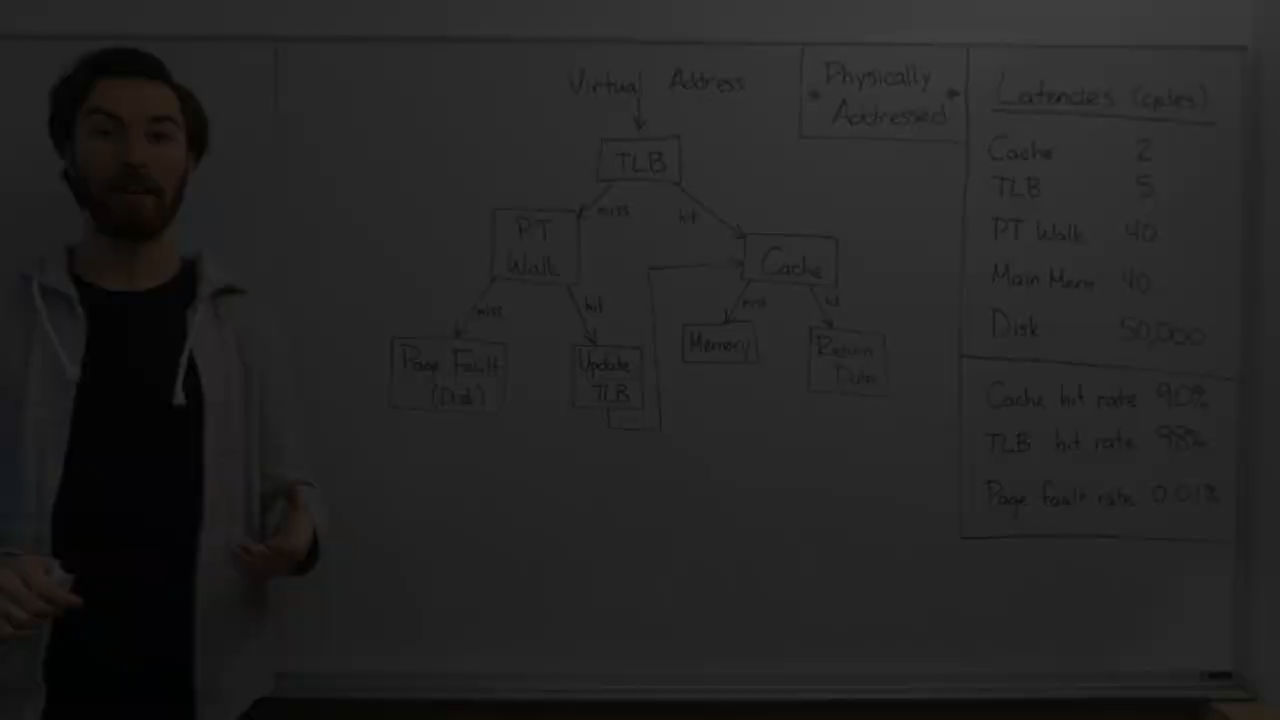 Virtual Address
Physically
Addressed
TLB
miss
hit
PT
Walk
Cache
miss
hit
miss
hit
Page Fault
(Disk)
Update
TLB
Memory
Return
Data
Latencies (cycles)
Cache 2
TLB 5
PT Walk 40
Main Mem 40
Disk 50,000
Cache hit rate 90%
TLB hit rate 98%
Page fault rate 0.01%